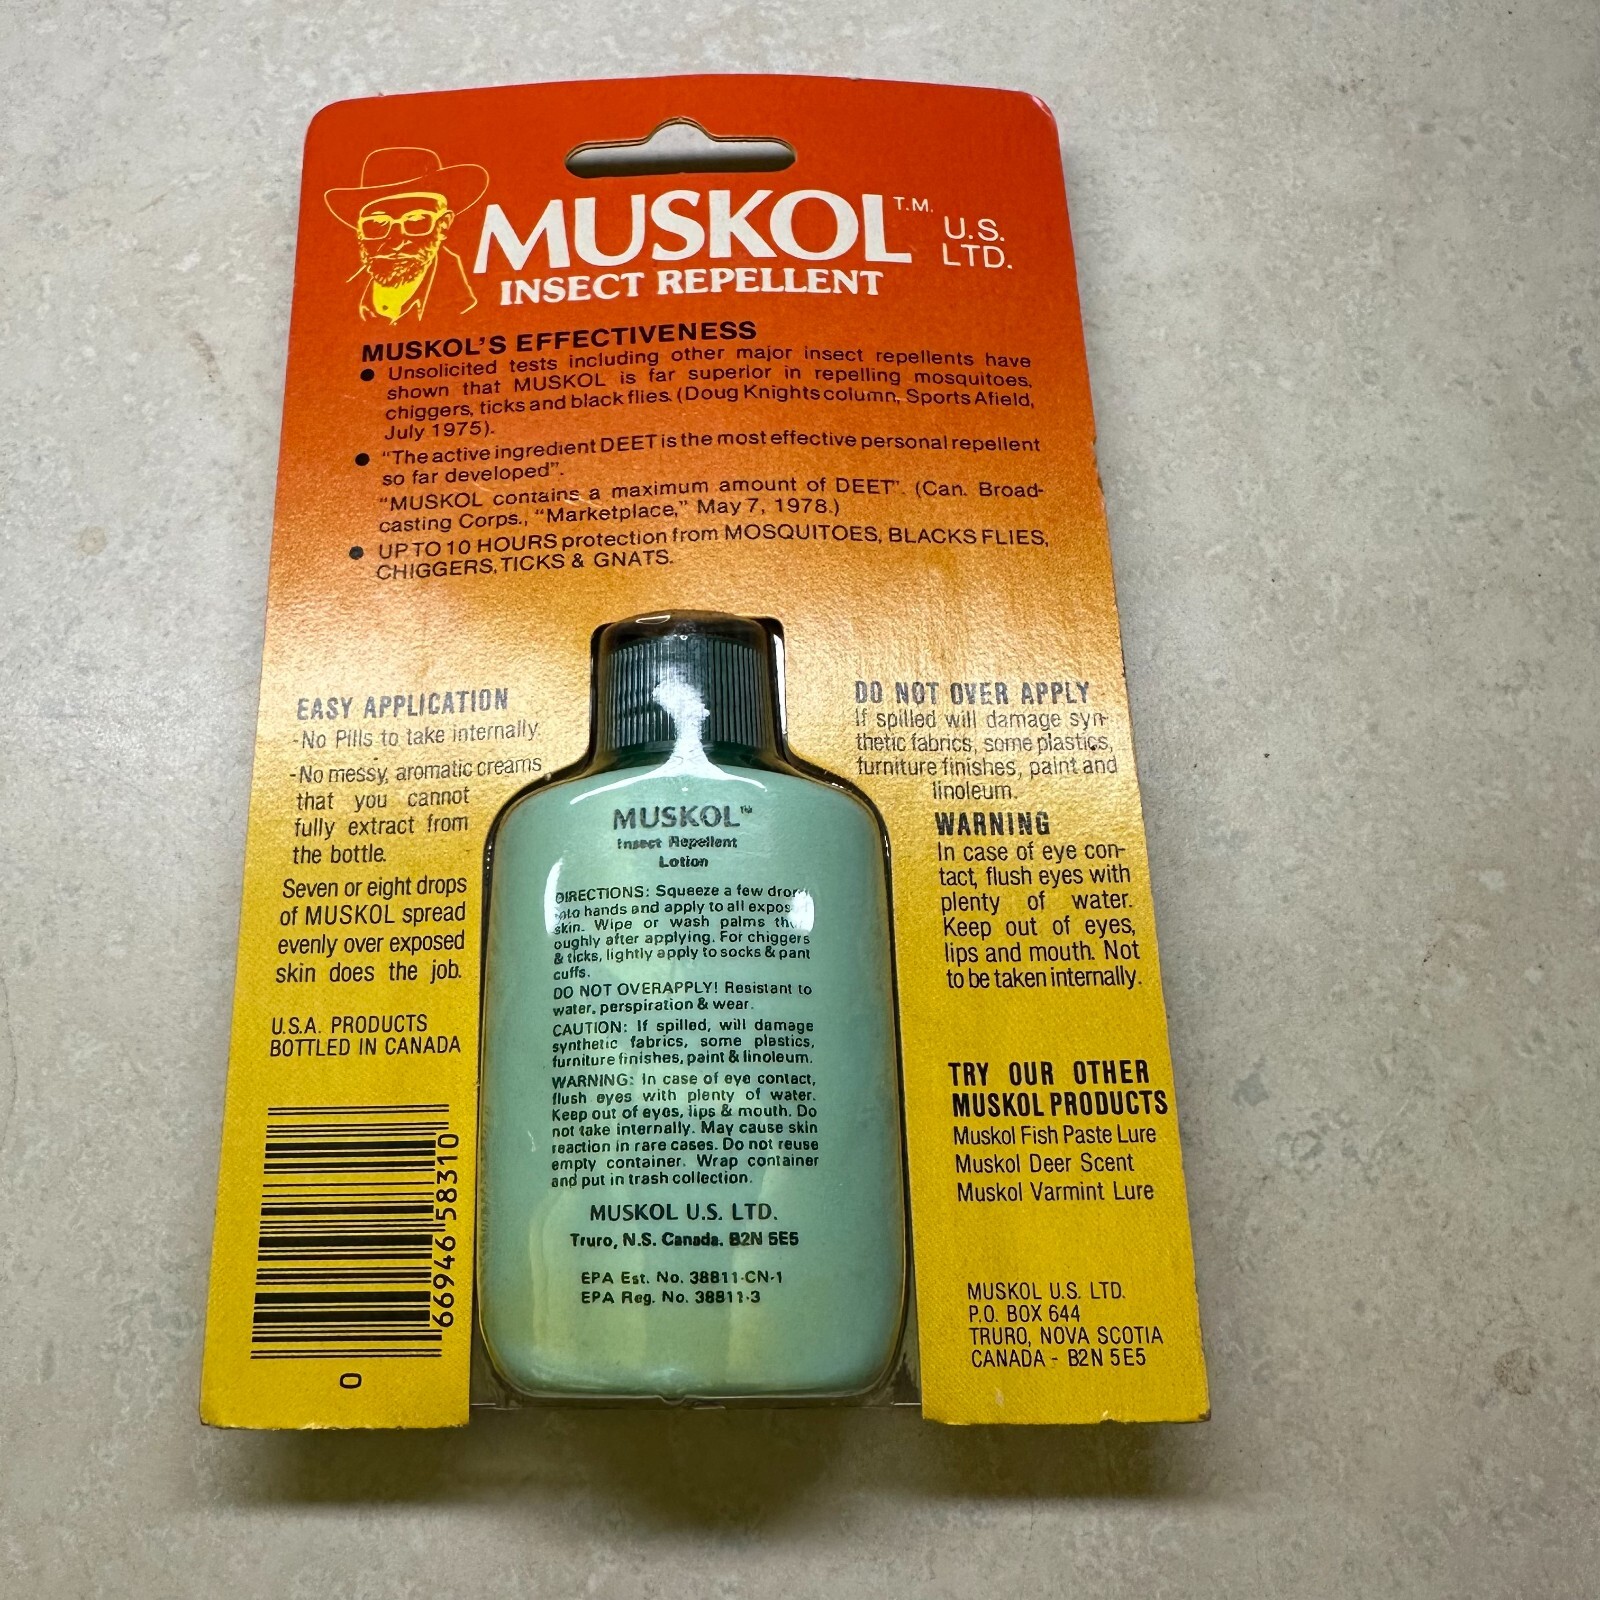 MUSKOL T.M. U.S.
LTD.
INSECT REPELLENT
MUSKOL'S EFFECTIVENESS
● Unsolicited tests including other major insect repellents have
shown that MUSKOL is far superior in repelling mosquitoes,
chiggers, ticks and black flies. (Doug Knights column, Sports Afield,
July 1975).
● "The active ingredient DEET is the most effective personal repellent
so far developed".
"MUSKOL contains a maximum amount of DEET". (Can. Broad-
casting Corps., "Marketplace," May 7, 1978.)
● UP TO 10 HOURS protection from MOSQUITOES, BLACKS FLIES,
CHIGGERS, TICKS & GNATS.
EASY APPLICATION
-No Pills to take internally.
-No messy, aromatic creams
that you cannot
fully extract from
the bottle.
Seven or eight drops
of MUSKOL spread
evenly over exposed
skin does the job.
U.S.A. PRODUCTS
BOTTLED IN CANADA
66946 58310
0
MUSKOL™
Insect Repellent
Lotion
DIRECTIONS: Squeeze a few
into hands and apply to all
skin. Wipe or wash palms
oughly after applying. For chiggers
& ticks, lightly apply to socks & pant
cuffs.
DO NOT OVERAPPLY! Resistant to
water, perspiration & wear.
CAUTION: If spilled, will damage
synthetic fabrics, some plastics,
furniture finishes, paint & linoleum.
WARNING: In case of eye contact,
flush eyes with plenty of water.
Keep out of eyes, lips & mouth. Do
not take internally. May cause skin
reaction in rare cases. Do not reuse
empty container. Wrap container
and put in trash collection.
MUSKOL U.S. LTD.
Truro, N.S. Canada. B2N 5E5
EPA Est. No. 38811-CN-1
EPA Reg. No. 38811-3
DO NOT OVER APPLY
If spilled will damage syn-
thetic fabrics, some plastics,
furniture finishes, paint and
linoleum.
WARNING
In case of eye con-
tact, flush eyes with
plenty of water.
Keep out of eyes,
lips and mouth. Not
to be taken internally.
TRY OUR OTHER
MUSKOL PRODUCTS
Muskol Fish Paste Lure
Muskol Deer Scent
Muskol Varmint Lure
MUSKOL U.S. LTD.
P.O. BOX 644
TRURO, NOVA SCOTIA
CANADA - B2N 5E5